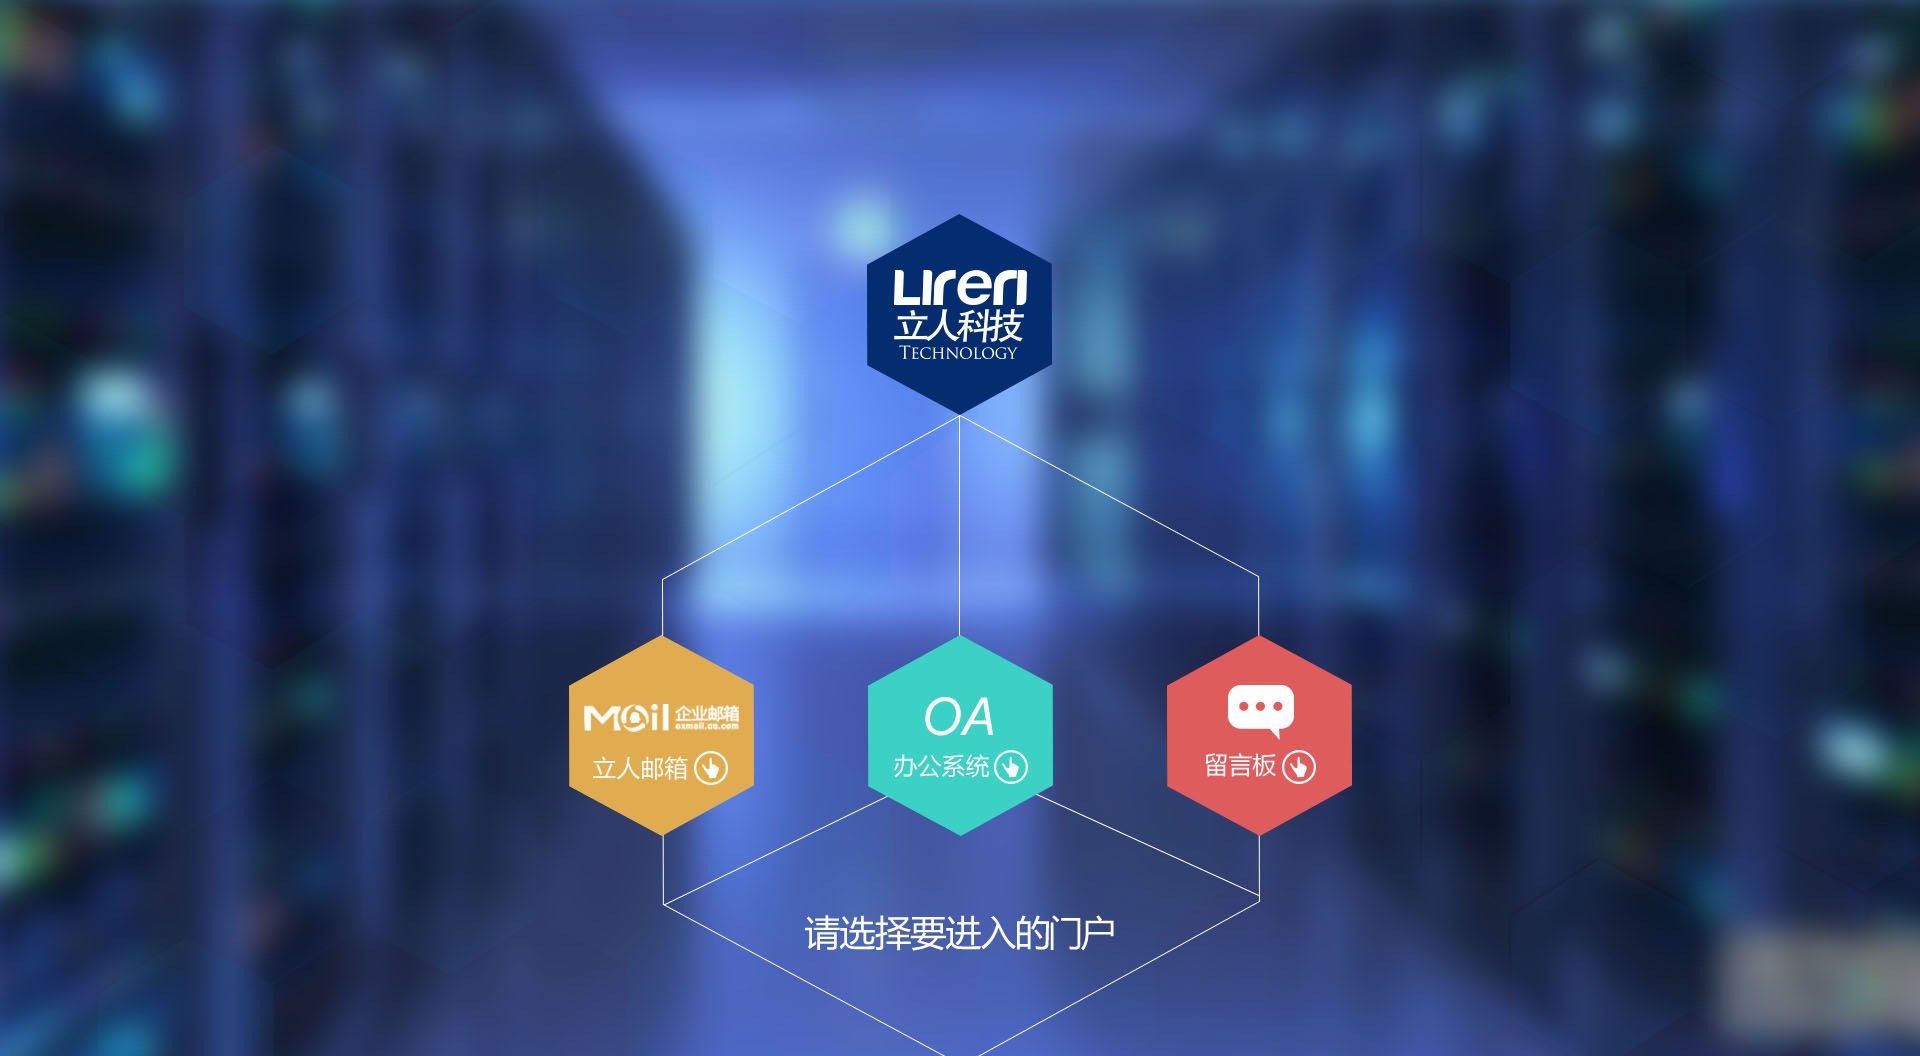 Liren
立人科技
TECHNOLOGY
Mail 企业邮箱
exmail.qq.com
立人邮箱
OA
办公系统
留言板
请选择要进入的门户